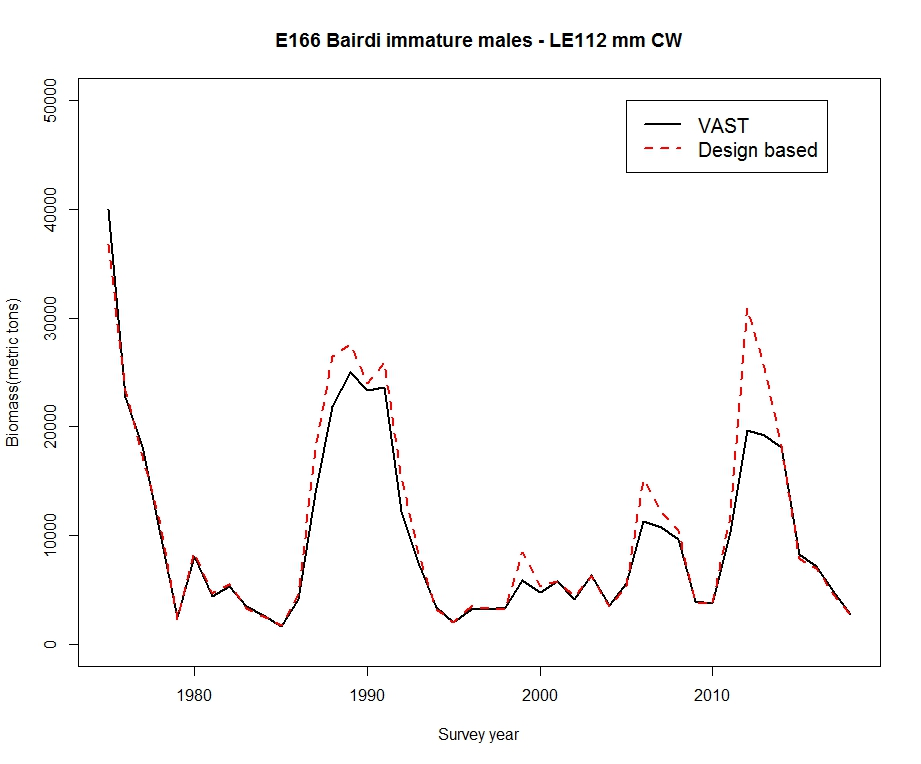 E166 Bairdi immature males - LE112 mm CW
VAST
Design based
Biomass(metric tons)
50000
40000
30000
20000
10000
0
1980 1990 2000 2010
Survey year